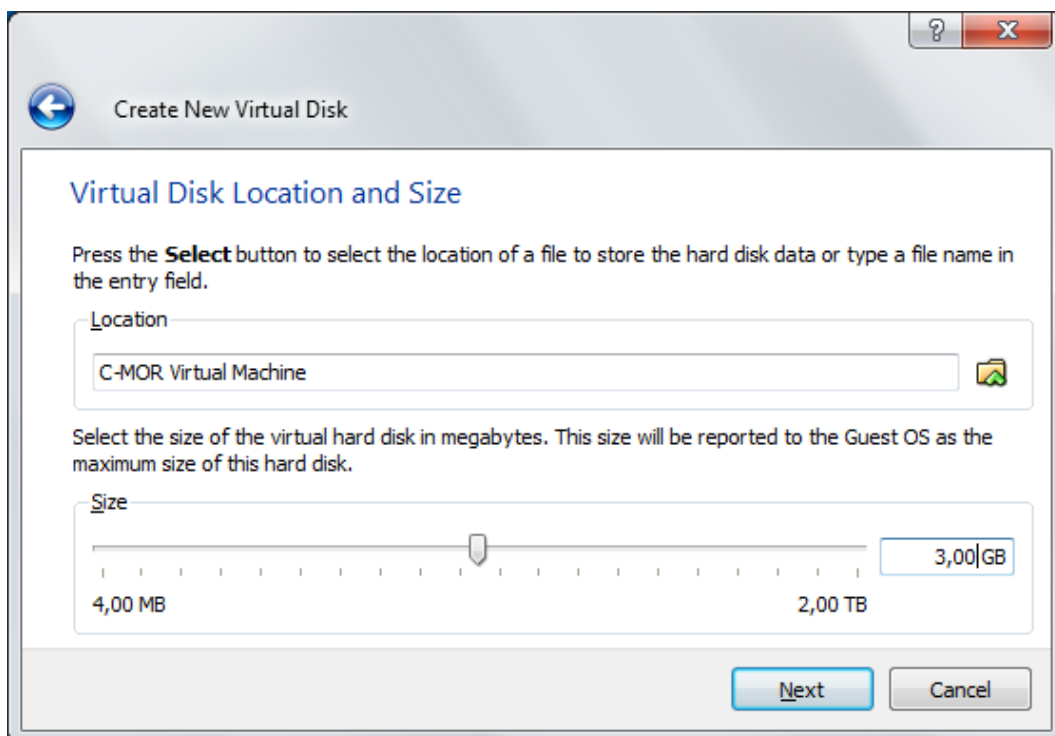 Create New Virtual Disk
Virtual Disk Location and Size
Press the Select button to select the location of a file to store the hard disk data or type a file name in
the entry field.
Location
C-MOR Virtual Machine
Select the size of the virtual hard disk in megabytes. This size will be reported to the Guest OS as the
maximum size of this hard disk.
Size
3,00 GB
4,00 MB 2,00 TB
Next Cancel